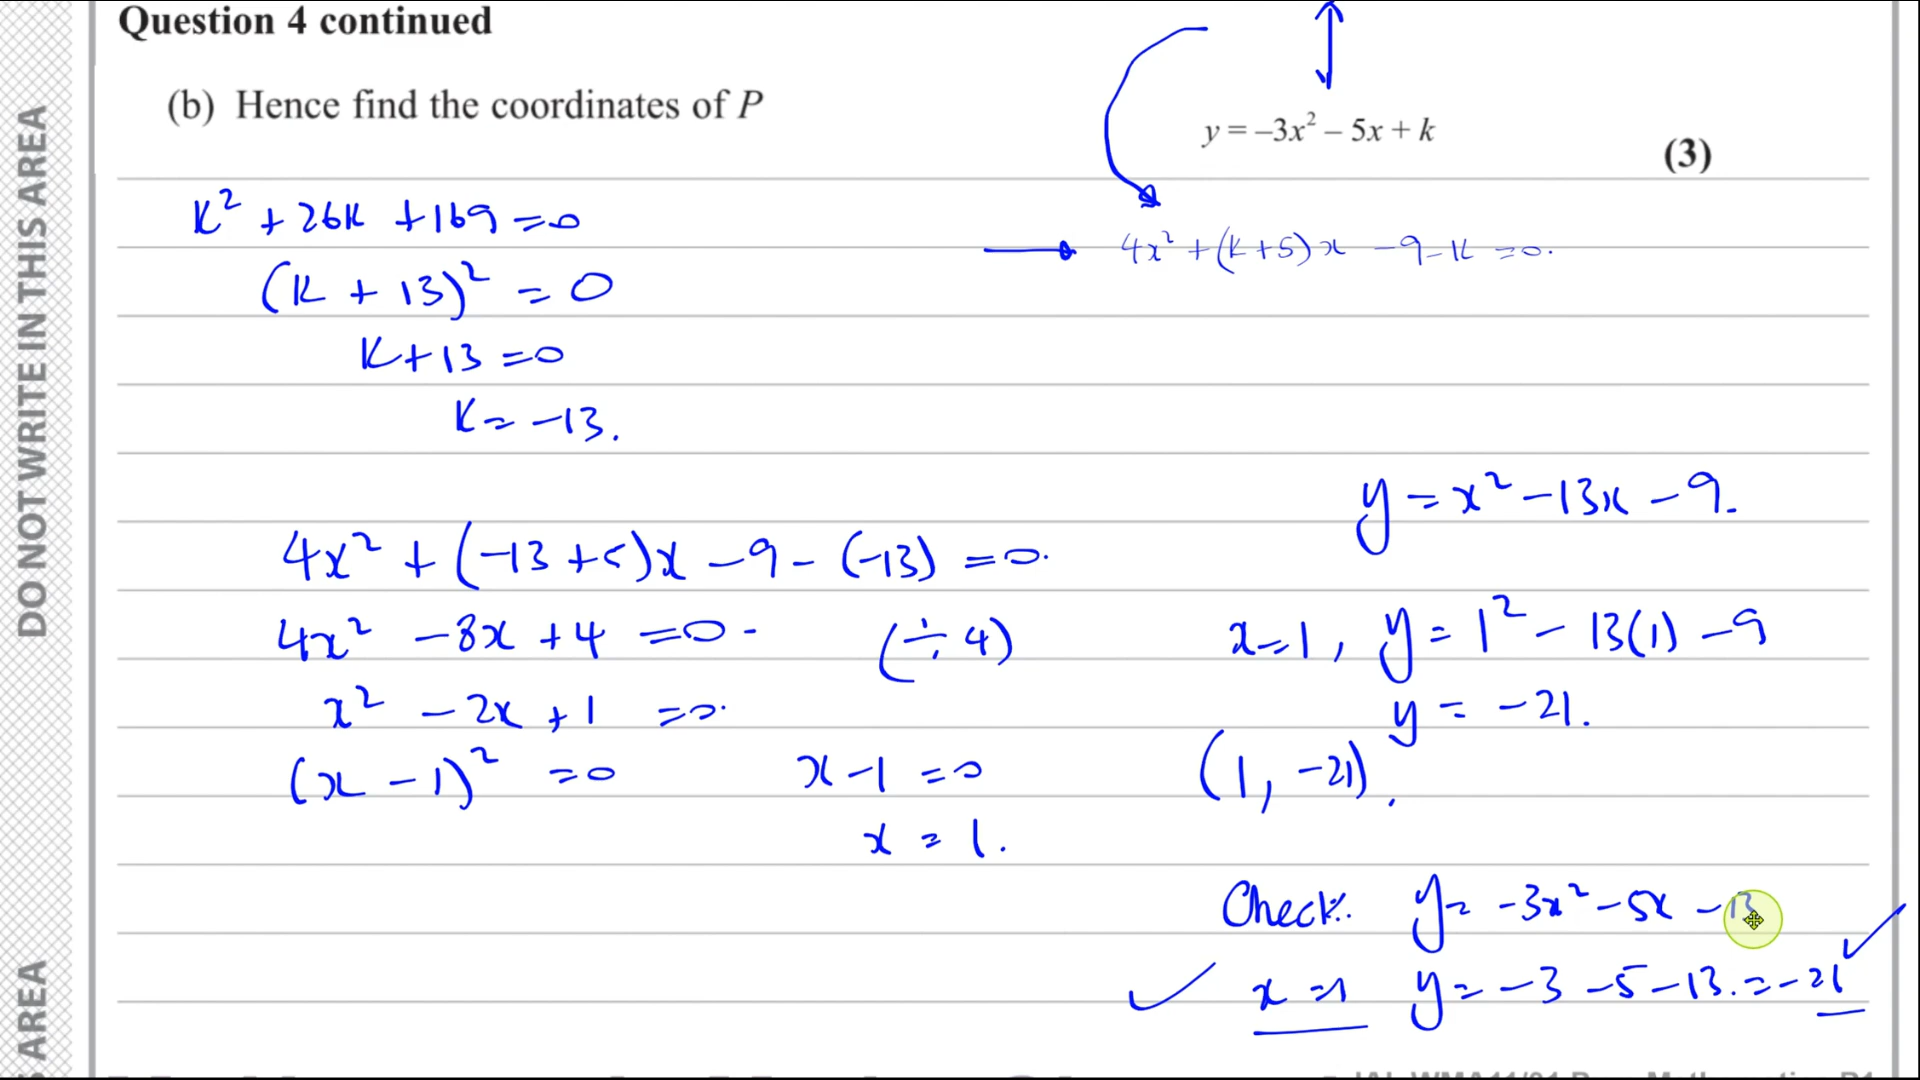 Question 4 continued
(b) Hence find the coordinates of P
y = –3x² – 5x + k
(3)
k² + 26k + 169 = 0
(k + 13)² = 0
k + 13 = 0
k = -13.
4x² + (k+5)x - 9 - k = 0.
4x² + (-13 + 5)x - 9 - (-13) = 0.
4x² - 8x + 4 = 0. (÷ 4)
x² - 2x + 1 = 0.
(x - 1)² = 0
x - 1 = 0
x = 1.
y = x² - 13x - 9.
x = 1, y = 1² - 13(1) - 9
y = -21.
(1, -21).
Check: y = -3x² - 5x - 13
x = 1 y = -3 - 5 - 13. = -21
DO NOT WRITE IN THIS AREA
AREA